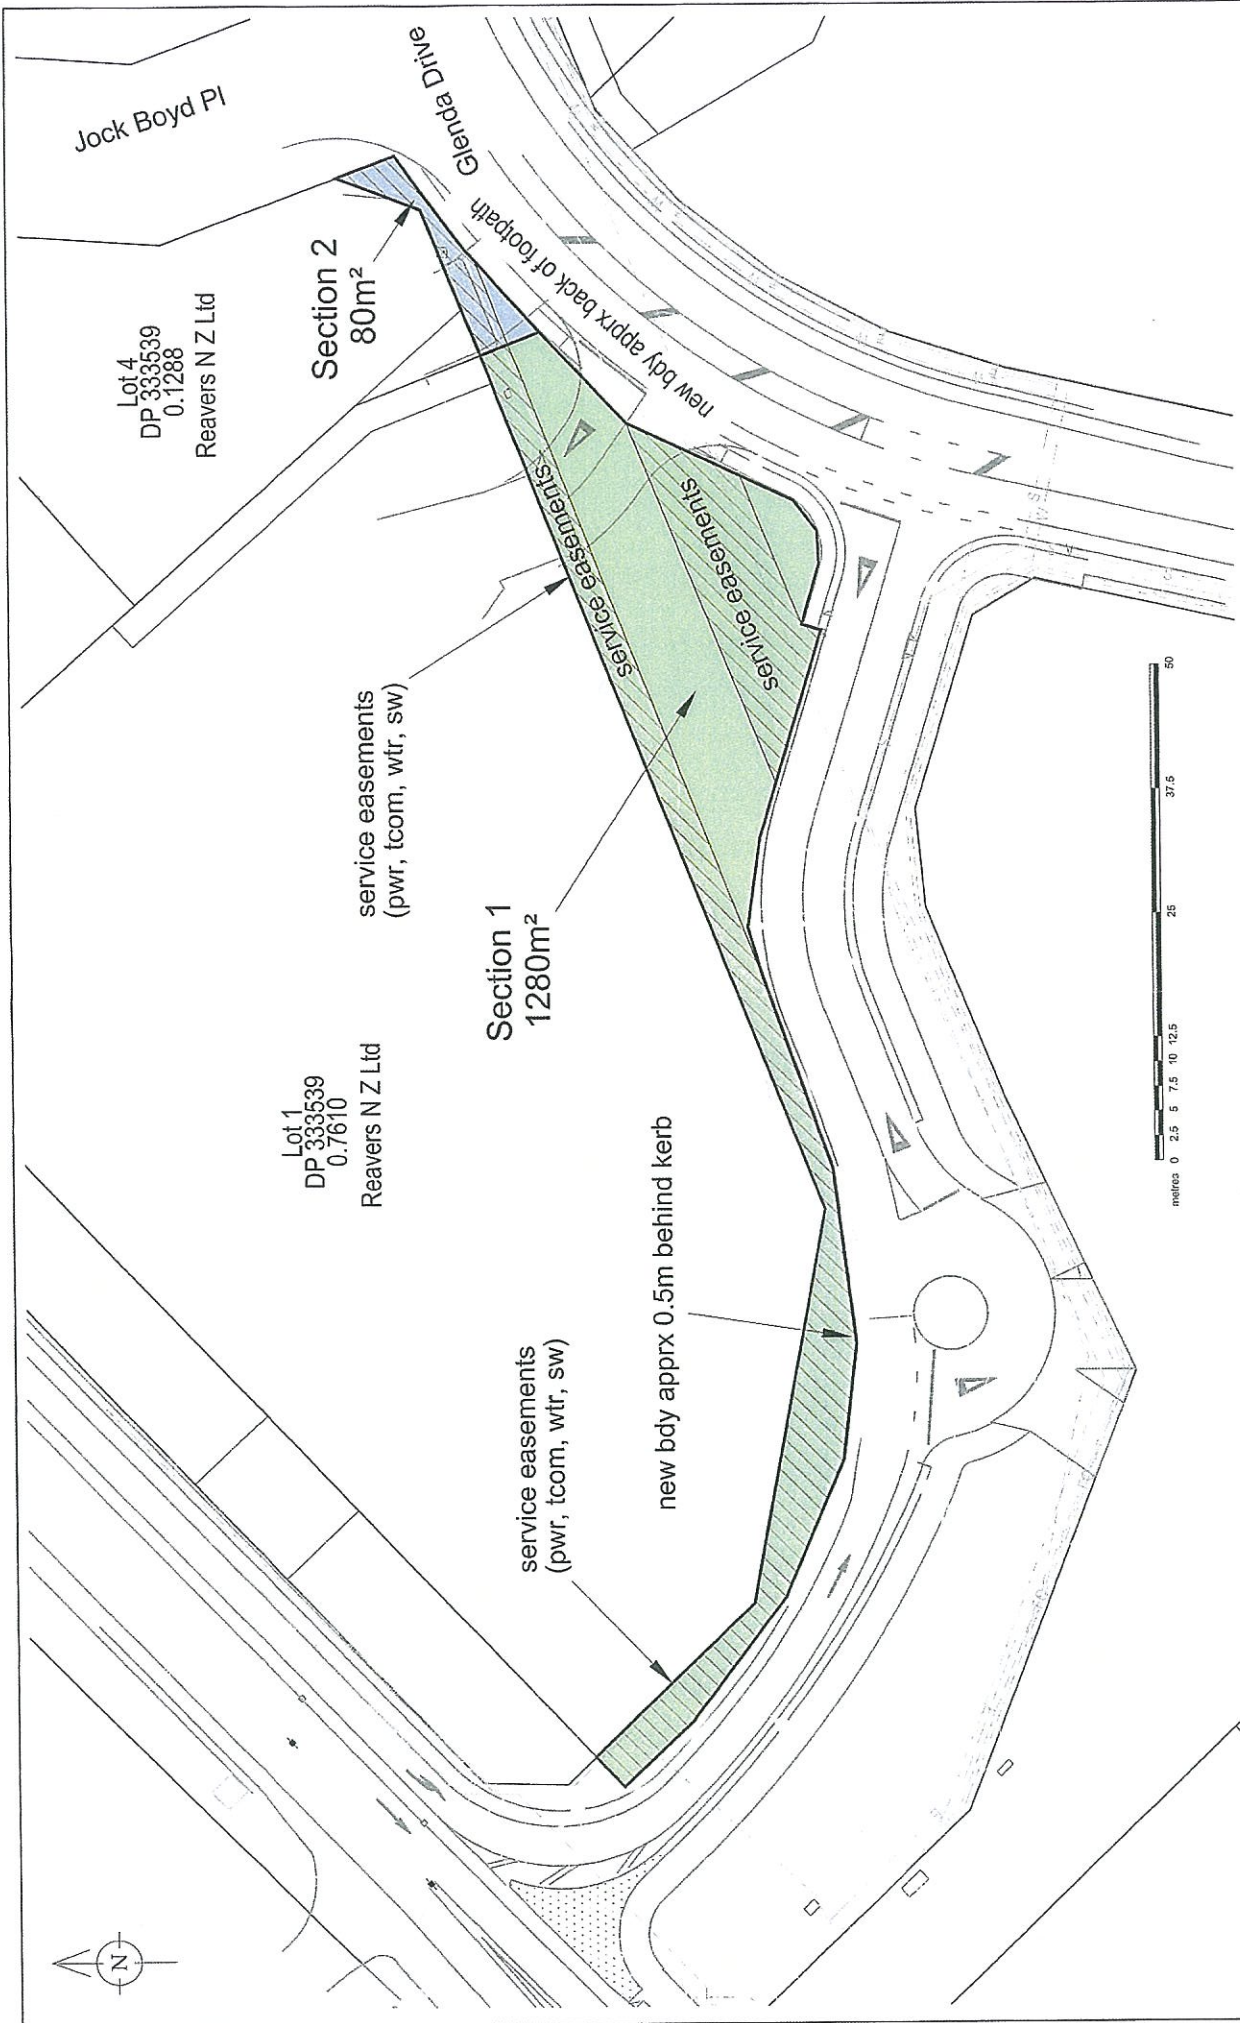 Jock Boyd Pl
Glenda Drive
Lot 4
DP 333539
0.1288
Reavers N Z Ltd
Section 2
80m²
new bdy apprx back of footpath
service easements
(pwr, tcom, wtr, sw)
service easements
service easements
Section 1
1280m²
Lot 1
DP 333539
0.7610
Reavers N Z Ltd
new bdy apprx 0.5m behind kerb
service easements
(pwr, tcom, wtr, sw)
metres 0 2.5 5 7.5 10 12.5 25 37.5 50
N